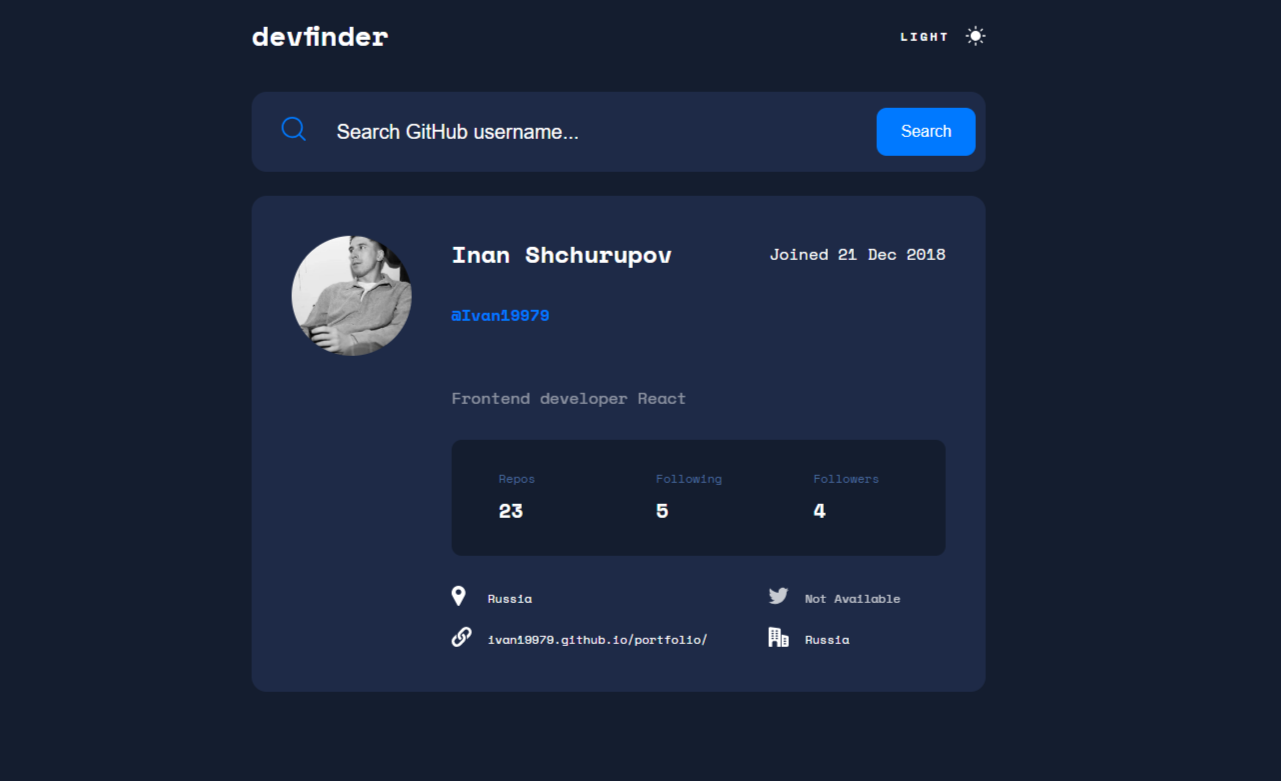 devfinder
LIGHT
Search GitHub username...
Search
Inan Shchurupov
Joined 21 Dec 2018
@Ivan19979
Frontend developer React
Repos Following Followers
23 5 4
Russia Not Available
ivan19979.github.io/portfolio/ Russia